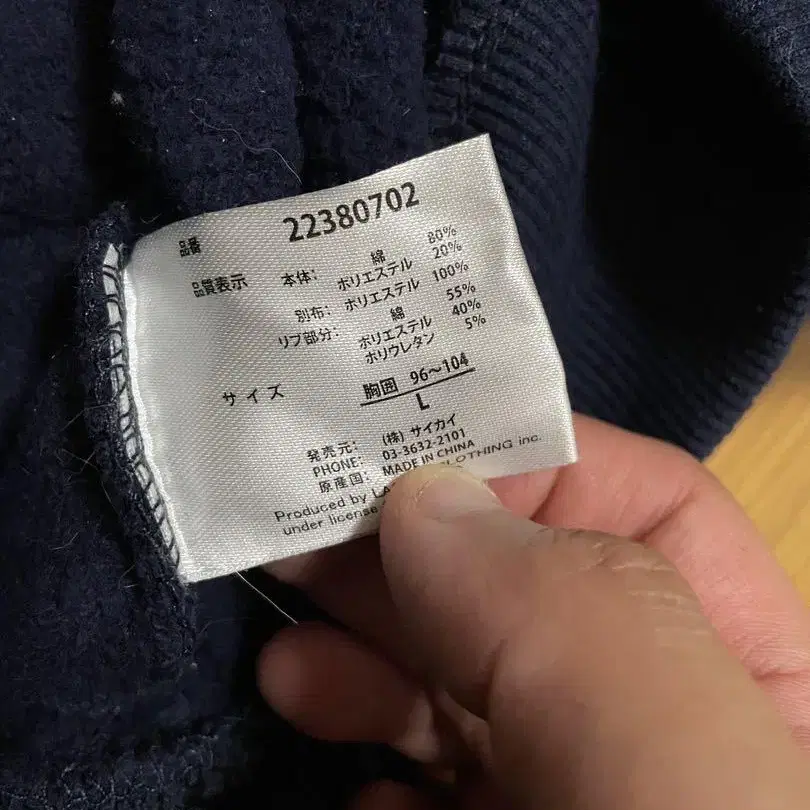 品番 22380702
品質表示 本体: 綿 80%
ポリエステル 20%
別布: ポリエステル 100%
リブ部分: 綿 55%
ポリエステル 40%
ポリウレタン 5%
サイズ 胸囲 96〜104
L
発売元: (株) サイカイ
PHONE: 03-3632-2101
原産国: MADE IN CHINA
Produced by CLOTHING inc.
under license